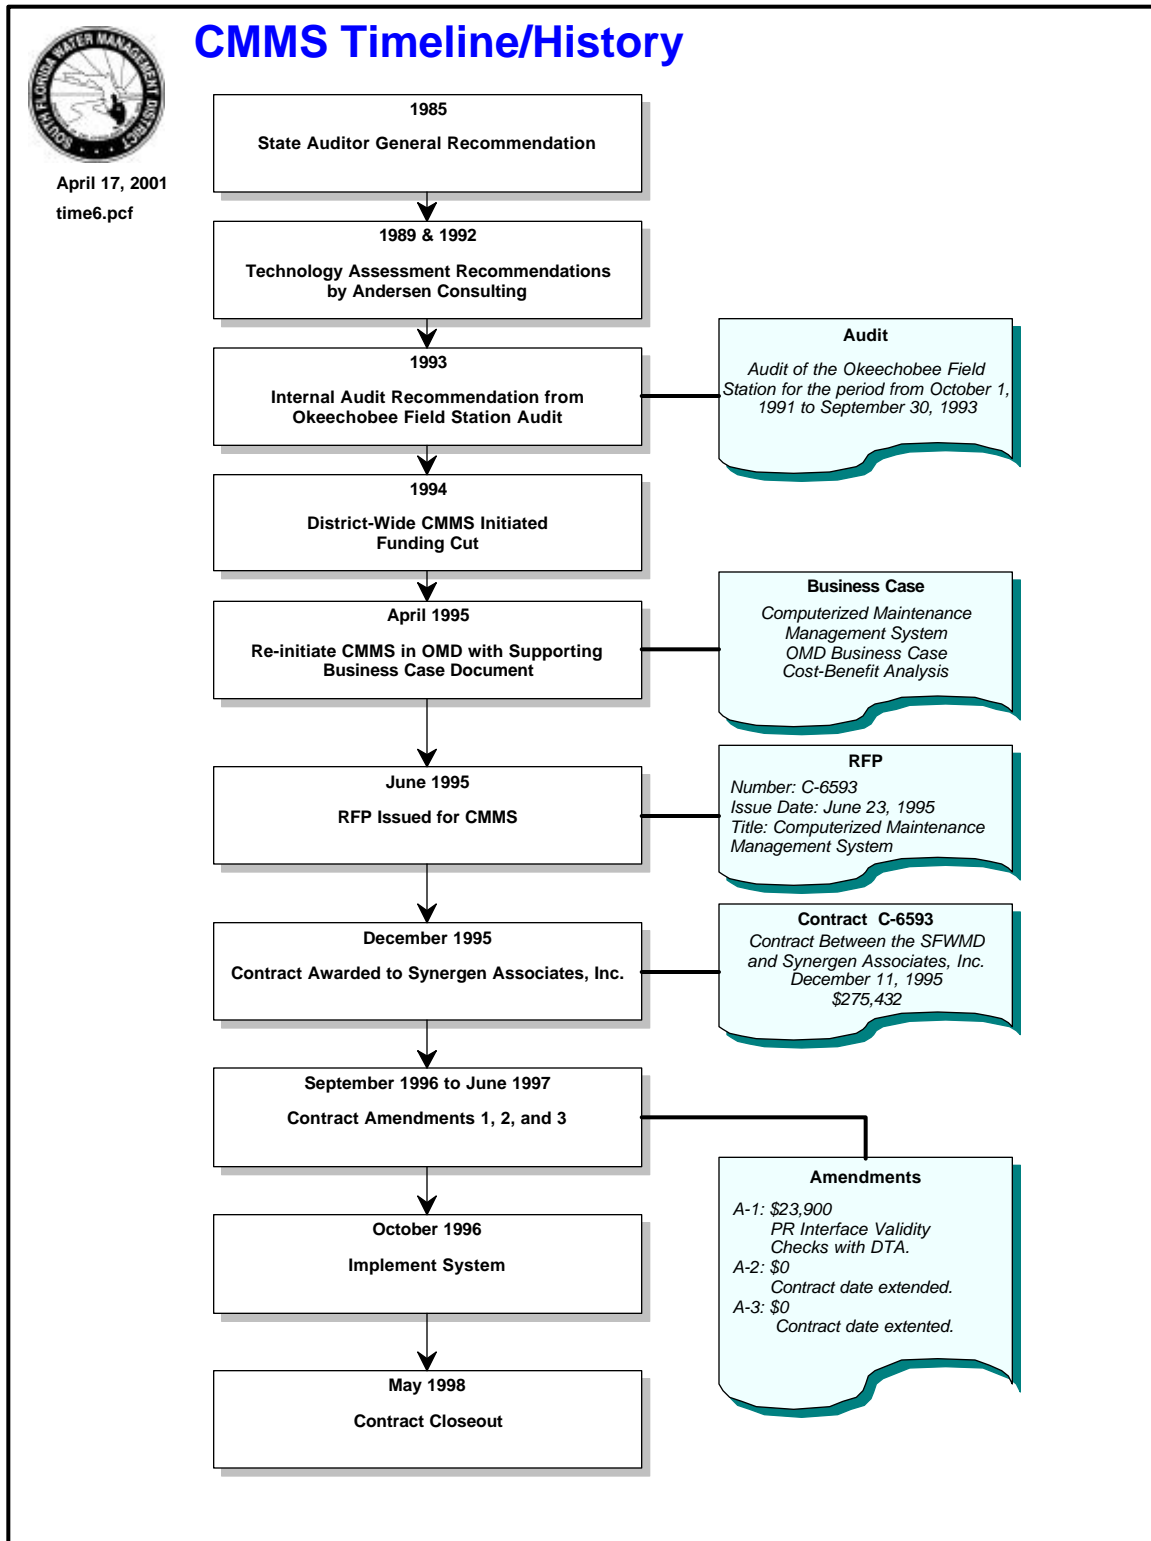 CMMS Timeline/History
SOUTH FLORIDA WATER MANAGEMENT DISTRICT
April 17, 2001
time6.pcf
1985
State Auditor General Recommendation
1989 & 1992
Technology Assessment Recommendations
by Andersen Consulting
1993
Internal Audit Recommendation from
Okeechobee Field Station Audit
Audit
Audit of the Okeechobee Field
Station for the period from October 1,
1991 to September 30, 1993
1994
District-Wide CMMS Initiated
Funding Cut
April 1995
Re-initiate CMMS in OMD with Supporting
Business Case Document
Business Case
Computerized Maintenance
Management System
OMD Business Case
Cost-Benefit Analysis
June 1995
RFP Issued for CMMS
RFP
Number: C-6593
Issue Date: June 23, 1995
Title: Computerized Maintenance
Management System
December 1995
Contract Awarded to Synergen Associates, Inc.
Contract C-6593
Contract Between the SFWMD
and Synergen Associates, Inc.
December 11, 1995
$275,432
September 1996 to June 1997
Contract Amendments 1, 2, and 3
Amendments
A-1: $23,900
PR Interface Validity
Checks with DTA.
A-2: $0
Contract date extended.
A-3: $0
Contract date extented.
October 1996
Implement System
May 1998
Contract Closeout